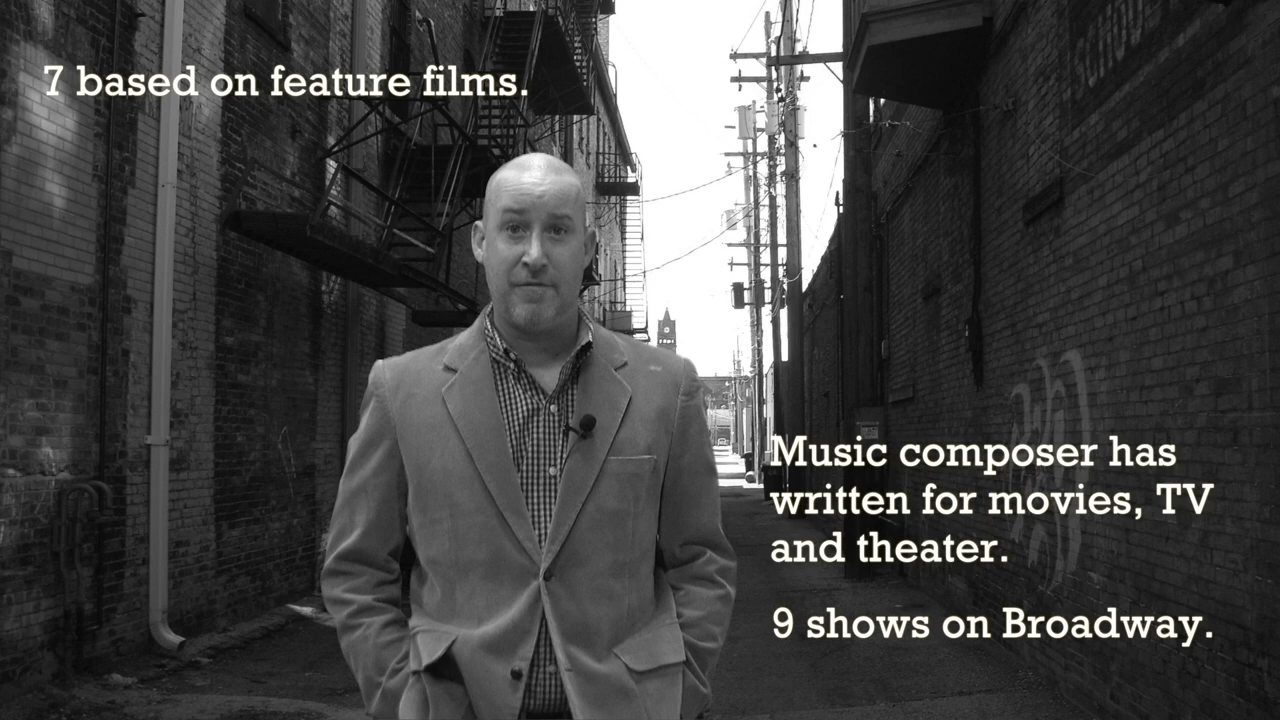 7 based on feature films.
Music composer has
written for movies, TV
and theater.
9 shows on Broadway.